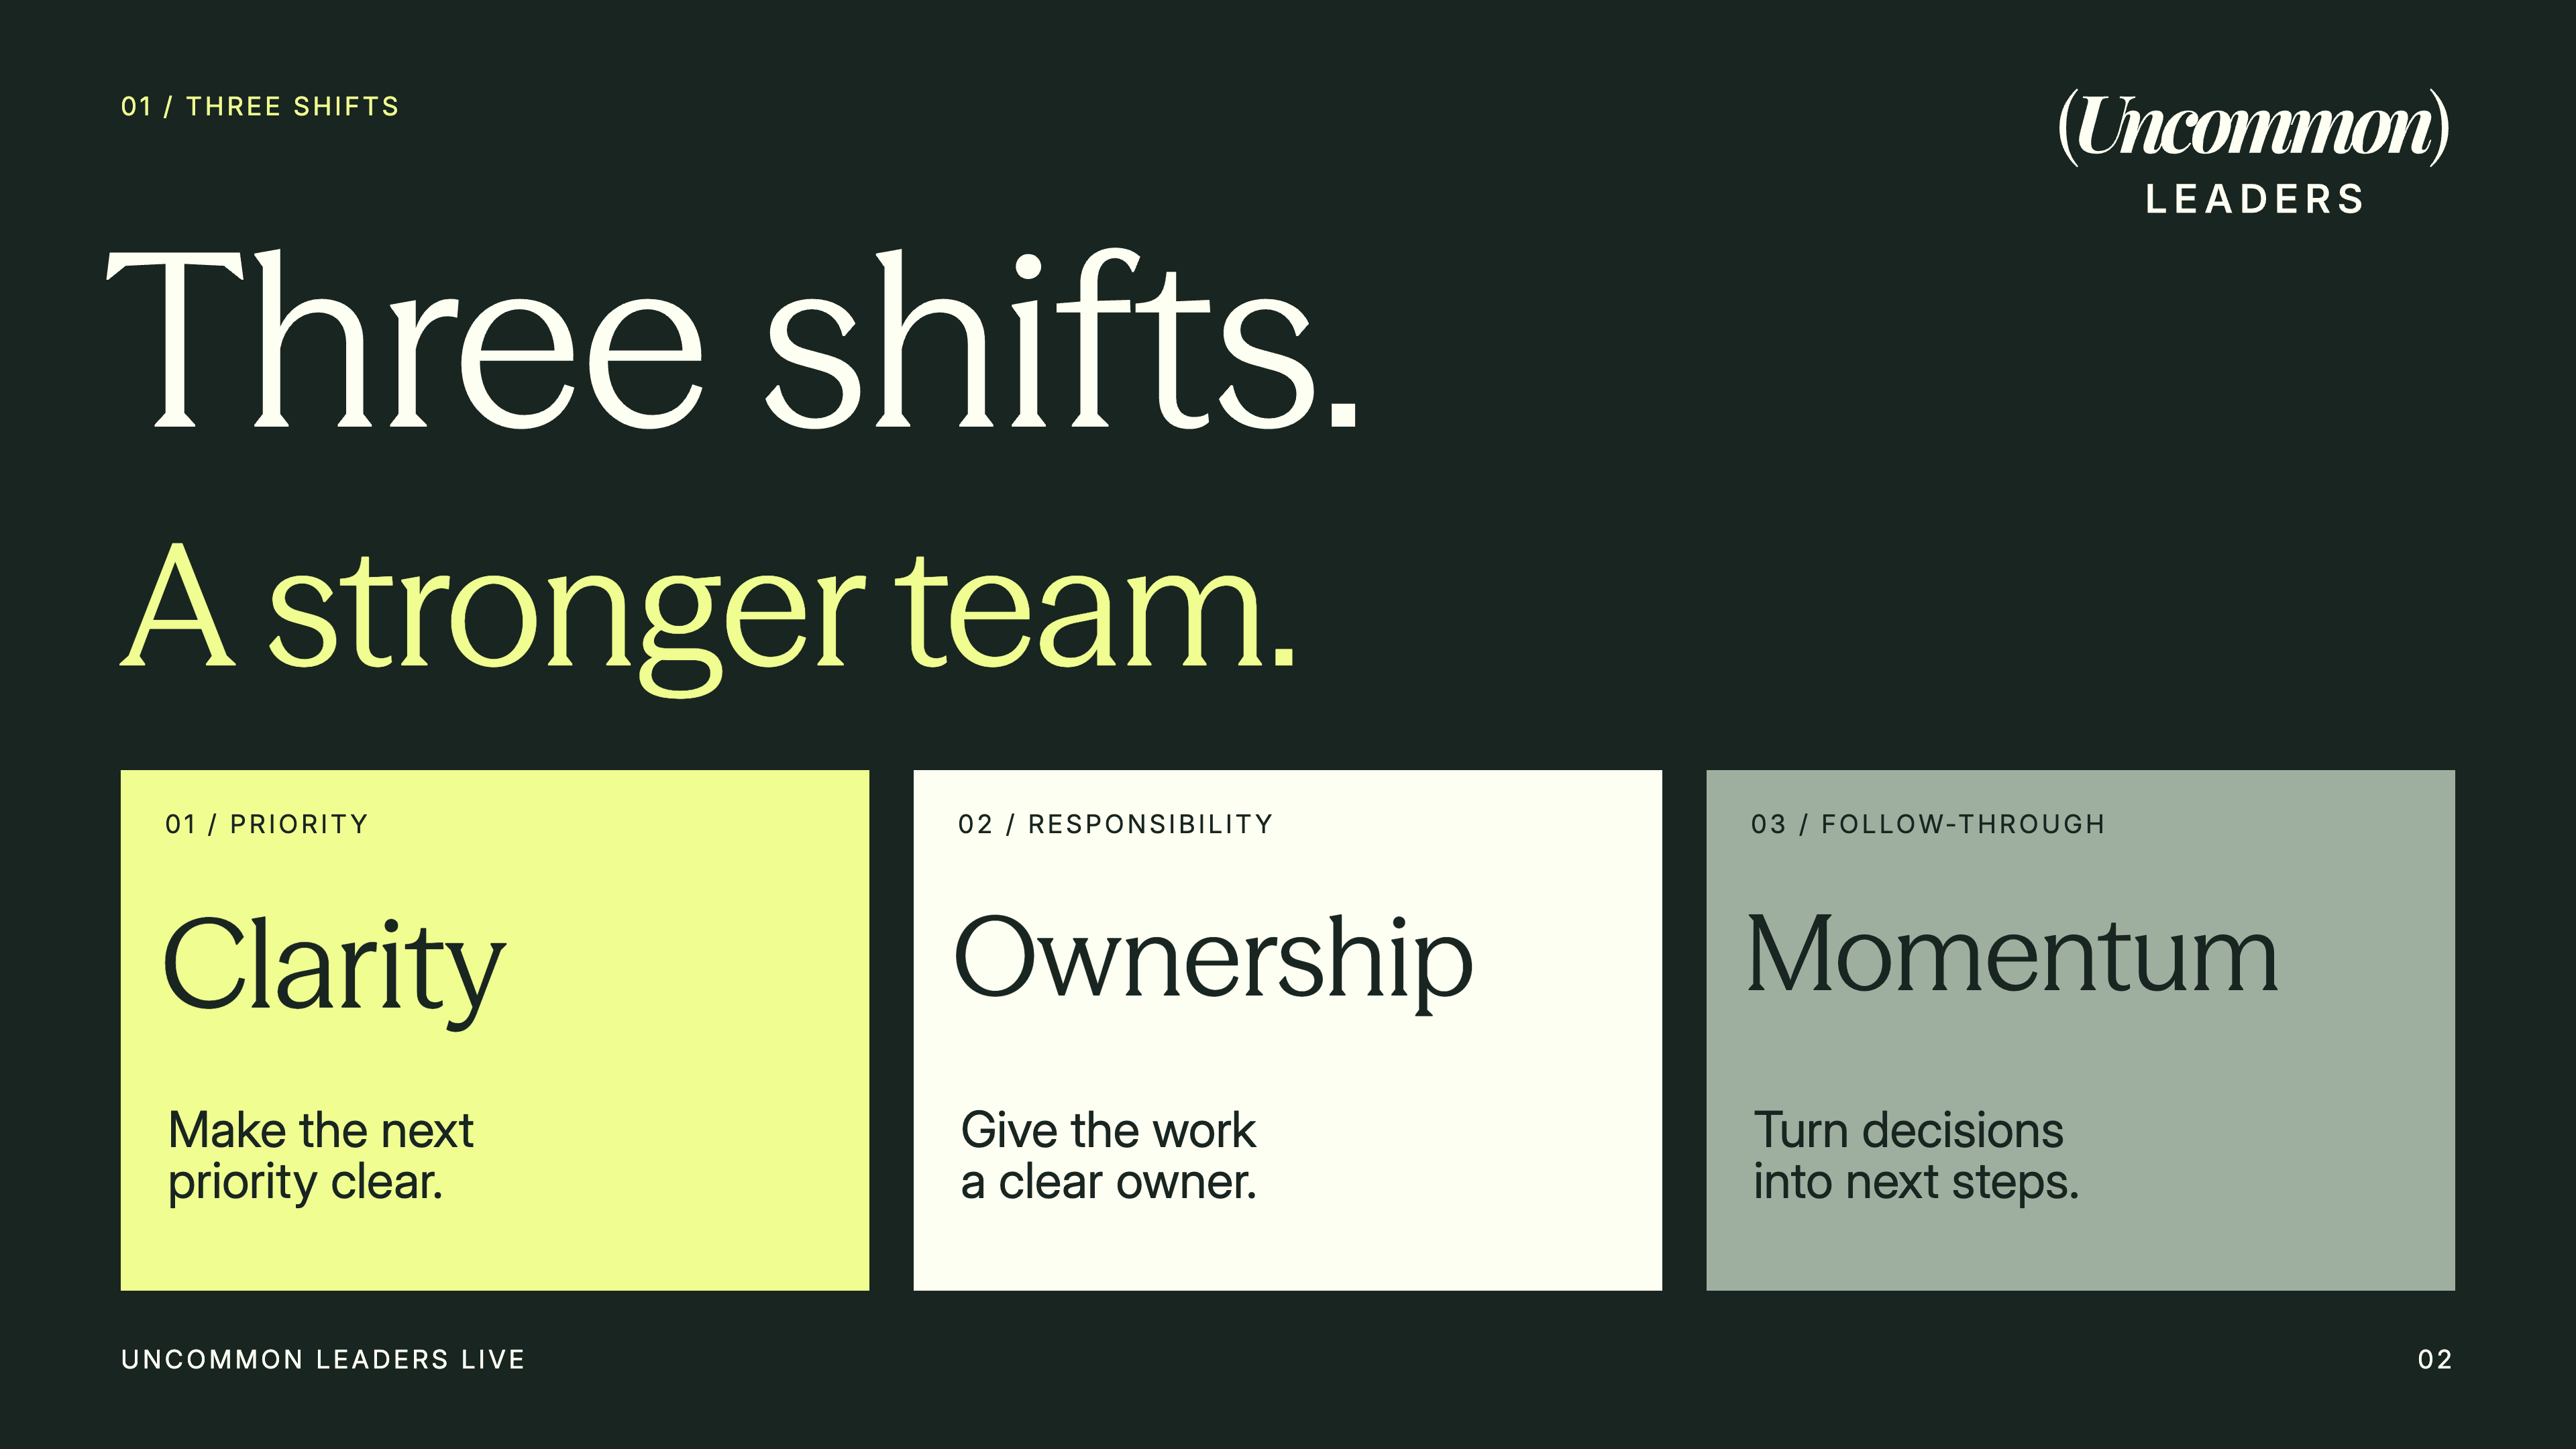 01 / THREE SHIFTS
(Uncommon)
LEADERS
Three shifts.
A stronger team.
01 / PRIORITY
Clarity
Make the next
priority clear.
02 / RESPONSIBILITY
Ownership
Give the work
a clear owner.
03 / FOLLOW-THROUGH
Momentum
Turn decisions
into next steps.
UNCOMMON LEADERS LIVE
02